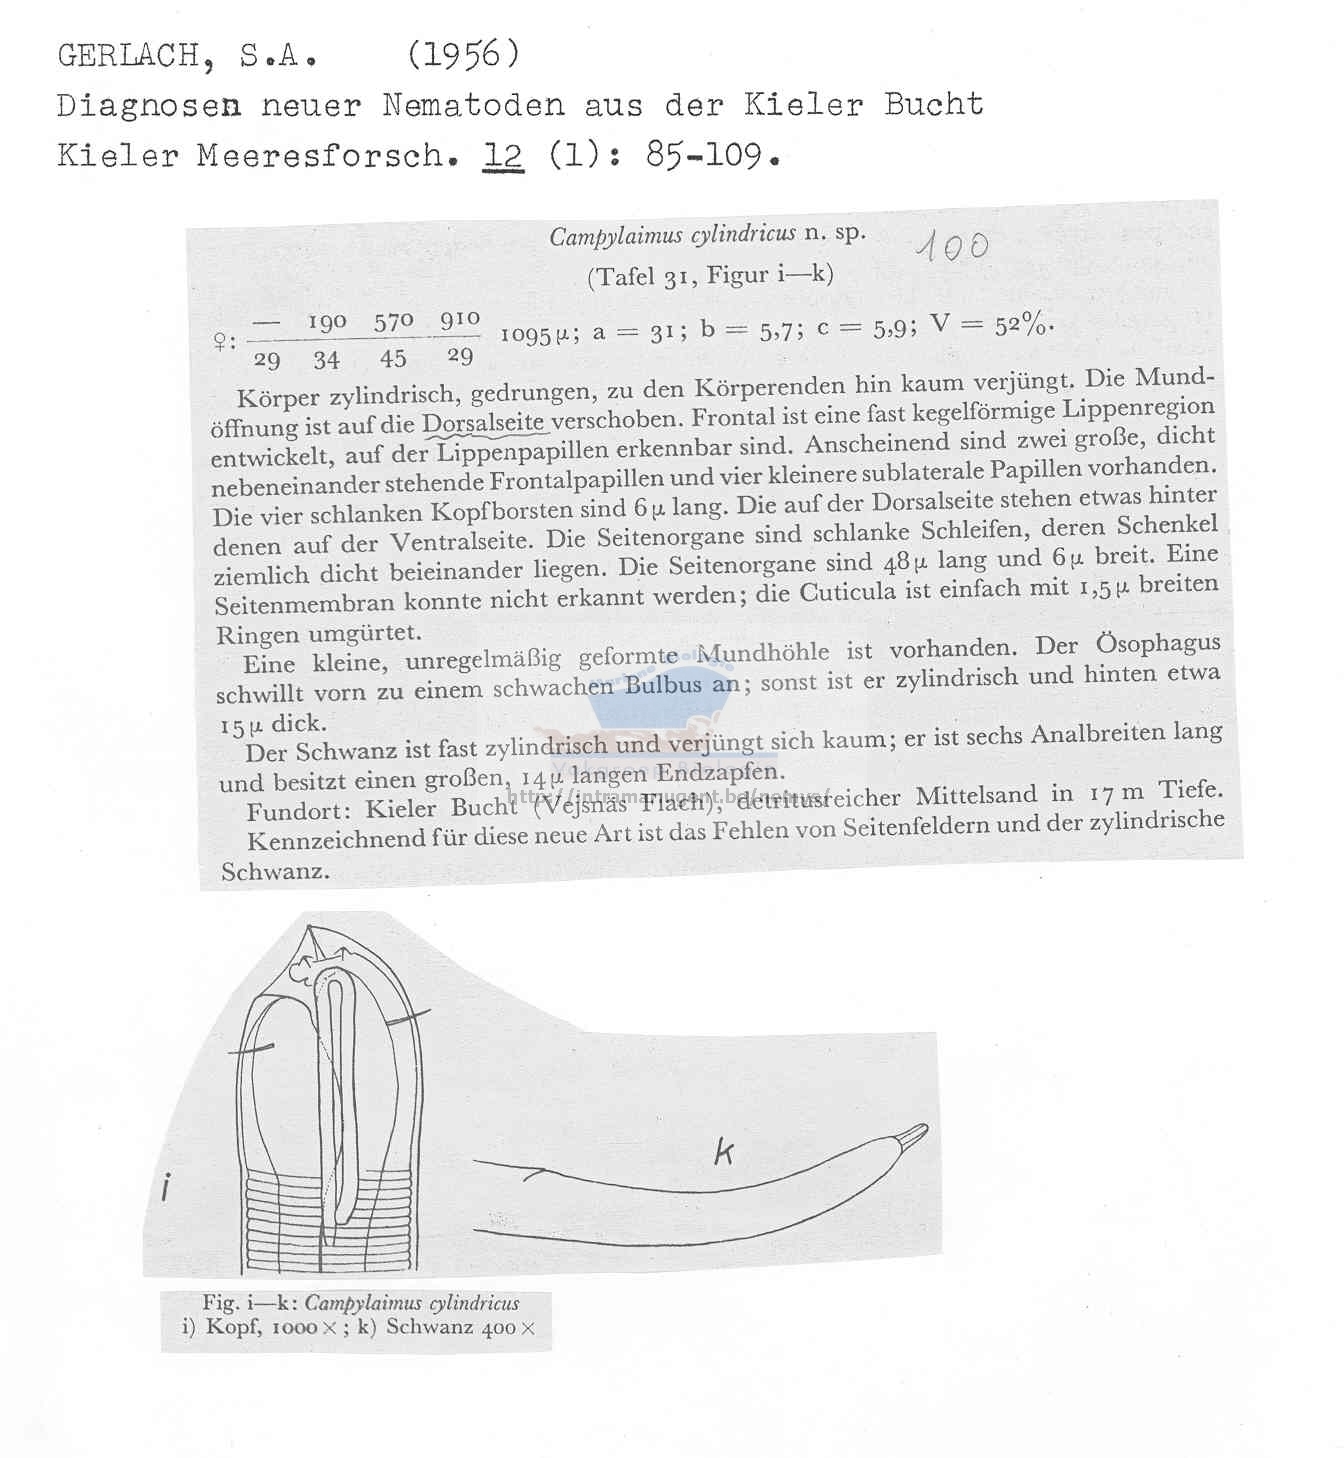 GERLACH, S.A. (1956)
Diagnosen neuer Nematoden aus der Kieler Bucht
Kieler Meeresforsch. 12 (1): 85-109.
Campylaimus cylindricus n. sp. 100
(Tafel 31, Figur i—k)
♀: — 190 570 910
29 34 45 29 1095 µ; a = 31; b = 5,7; c = 5,9; V = 52%.
Körper zylindrisch, gedrungen, zu den Körperenden hin kaum verjüngt. Die Mund-
öffnung ist auf die Dorsalseite verschoben. Frontal ist eine fast kegelförmige Lippenregion
entwickelt, auf der Lippenpapillen erkennbar sind. Anscheinend sind zwei große, dicht
nebeneinander stehende Frontalpapillen und vier kleinere sublaterale Papillen vorhanden.
Die vier schlanken Kopfborsten sind 6 µ lang. Die auf der Dorsalseite stehen etwas hinter
denen auf der Ventralseite. Die Seitenorgane sind schlanke Schleifen, deren Schenkel
ziemlich dicht beieinander liegen. Die Seitenorgane sind 48 µ lang und 6 µ breit. Eine
Seitenmembran konnte nicht erkannt werden; die Cuticula ist einfach mit 1,5 µ breiten
Ringen umgürtet.
Eine kleine, unregelmäßig geformte Mundhöhle ist vorhanden. Der Ösophagus
schwillt vorn zu einem schwachen Bulbus an; sonst ist er zylindrisch und hinten etwa
15 µ dick.
Der Schwanz ist fast zylindrisch und verjüngt sich kaum; er ist sechs Analbreiten lang
und besitzt einen großen, 14 µ langen Endzapfen.
Fundort: Kieler Bucht (Vejsnäs Flach), detritusreicher Mittelsand in 17 m Tiefe.
Kennzeichnend für diese neue Art ist das Fehlen von Seitenfeldern und der zylindrische
Schwanz.
i
k
Fig. i—k: Campylaimus cylindricus
i) Kopf, 1000 ×; k) Schwanz 400 ×